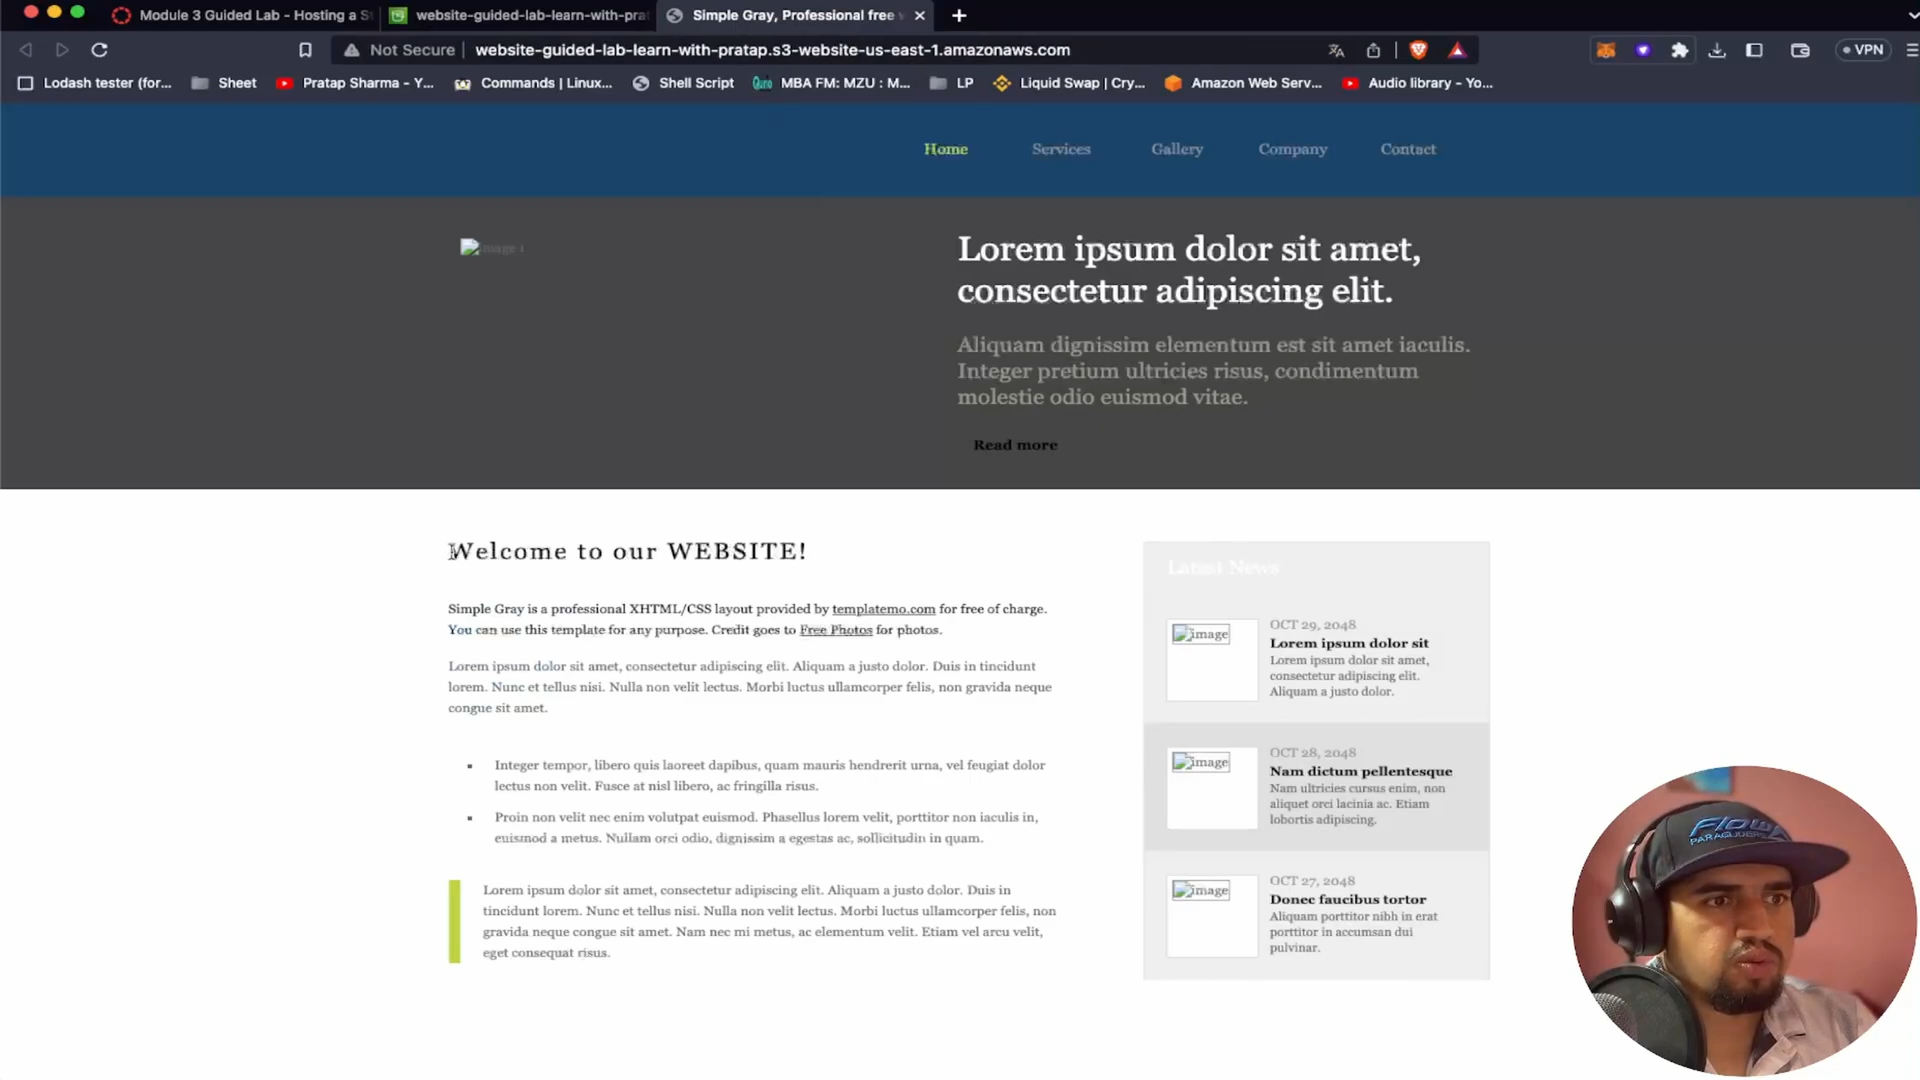 Module 3 Guided Lab - Hosting a S
website-guided-lab-learn-with-prat
Simple Gray, Professional free
Not Secure
website-guided-lab-learn-with-pratap.s3-website-us-east-1.amazonaws.com
VPN
Lodash tester (for...
Sheet
Pratap Sharma - Y...
Commands | Linux...
Shell Script
MBA FM: MZU : M...
LP
Liquid Swap | Cry...
Amazon Web Serv...
Audio library - Yo...
Home
Services
Gallery
Company
Contact
image
Lorem ipsum dolor sit amet,
consectetur adipiscing elit.
Aliquam dignissim elementum est sit amet iaculis.
Integer pretium ultricies risus, condimentum
molestie odio euismod vitae.
Read more
Welcome to our WEBSITE!
Simple Gray is a professional XHTML/CSS layout provided by templatemo.com for free of charge.
You can use this template for any purpose. Credit goes to Free Photos for photos.
Lorem ipsum dolor sit amet, consectetur adipiscing elit. Aliquam a justo dolor. Duis in tincidunt
lorem. Nunc et tellus nisi. Nulla non velit lectus. Morbi luctus ullamcorper felis, non gravida neque
congue sit amet.
Integer tempor, libero quis laoreet dapibus, quam mauris hendrerit urna, vel feugiat dolor
lectus non velit. Fusce at nisl libero, ac fringilla risus.
Proin non velit nec enim volutpat euismod. Phasellus lorem velit, porttitor non iaculis in,
euismod a metus. Nullam orci odio, dignissim a egestas ac, sollicitudin in quam.
Lorem ipsum dolor sit amet, consectetur adipiscing elit. Aliquam a justo dolor. Duis in
tincidunt lorem. Nunc et tellus nisi. Nulla non velit lectus. Morbi luctus ullamcorper felis, non
gravida neque congue sit amet. Nam nec mi metus, ac elementum velit. Etiam vel arcu velit,
eget consequat risus.
Latest News
image
OCT 29, 2048
Lorem ipsum dolor sit
Lorem ipsum dolor sit amet,
consectetur adipiscing elit.
Aliquam a justo dolor.
image
OCT 28, 2048
Nam dictum pellentesque
Nam ultricies cursus enim, non
aliquet orci lacinia ac. Etiam
lobortis adipiscing.
image
OCT 27, 2048
Donec faucibus tortor
Aliquam porttitor nibh in erat
porttitor in accumsan dui
pulvinar.
FLOW
PARAGLIDERS